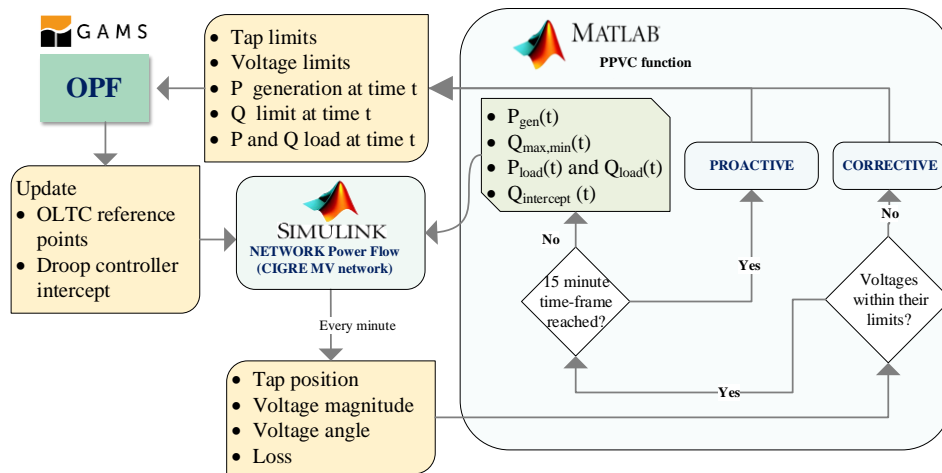 GAMS
OPF
• Tap limits
• Voltage limits
• P generation at time t
• Q limit at time t
• P and Q load at time t
MATLAB
PPVC function
• Pgen(t)
• Qmax,min(t)
• Pload(t) and Qload(t)
• Qintercept (t)
PROACTIVE
CORRECTIVE
Update
• OLTC reference
points
• Droop controller
intercept
SIMULINK
NETWORK Power Flow
(CIGRE MV network)
No
Yes
No
15 minute
time-frame
reached?
Voltages
within their
limits?
Every minute
Yes
• Tap position
• Voltage magnitude
• Voltage angle
• Loss